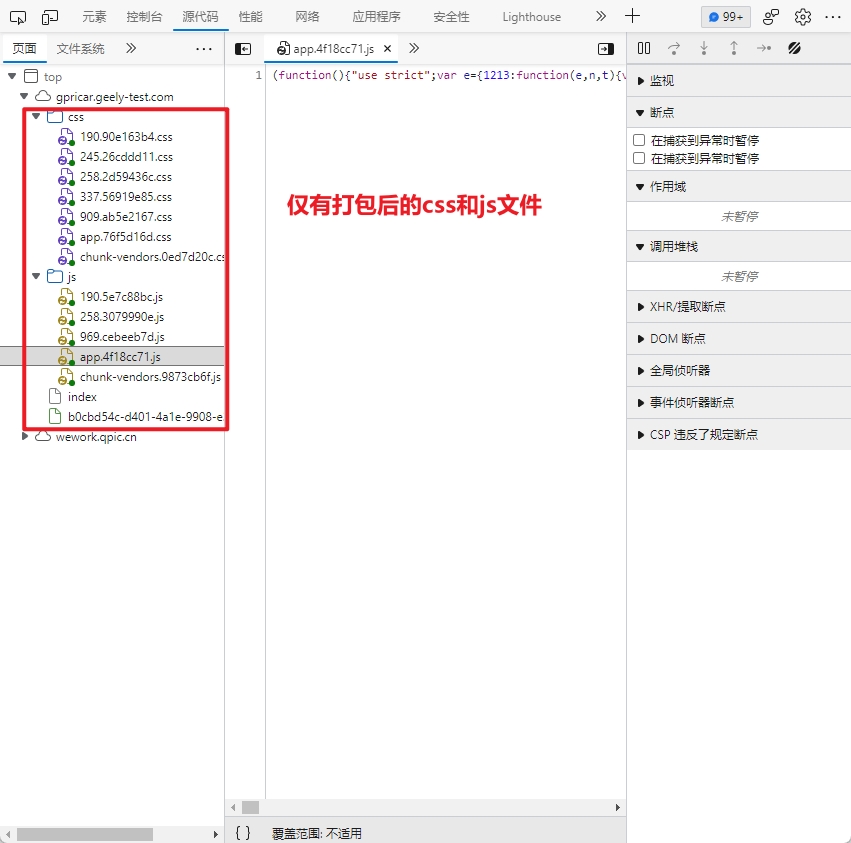 元素 控制台 源代码 性能 网络 应用程序 安全性 Lighthouse 99+
页面 文件系统
app.4f18cc71.js
top
gpricar.geely-test.com
css
190.90e163b4.css
245.26cddd11.css
258.2d59436c.css
337.56919e85.css
909.ab5e2167.css
app.76f5d16d.css
chunk-vendors.0ed7d20c.cs
js
190.5e7c88bc.js
258.3079990e.js
969.cebeeb7d.js
app.4f18cc71.js
chunk-vendors.9873cb6f.js
index
b0cbd54c-d401-4a1e-9908-e
wework.qpic.cn
1 (function(){"use strict";var e={1213:function(e,n,t){v
仅有打包后的css和js文件
{ } 覆盖范围: 不适用
监视
断点
在捕获到异常时暂停
在捕获到异常时暂停
作用域
未暂停
调用堆栈
未暂停
XHR/提取断点
DOM 断点
全局侦听器
事件侦听器断点
CSP 违反了规定断点